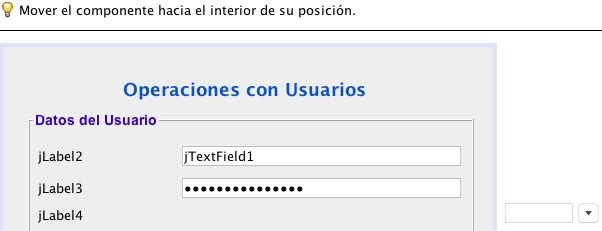 Mover el componente hacia el interior de su posición.
Operaciones con Usuarios
Datos del Usuario
jLabel2
jTextField1
jLabel3
●●●●●●●●●●●●●●●
jLabel4